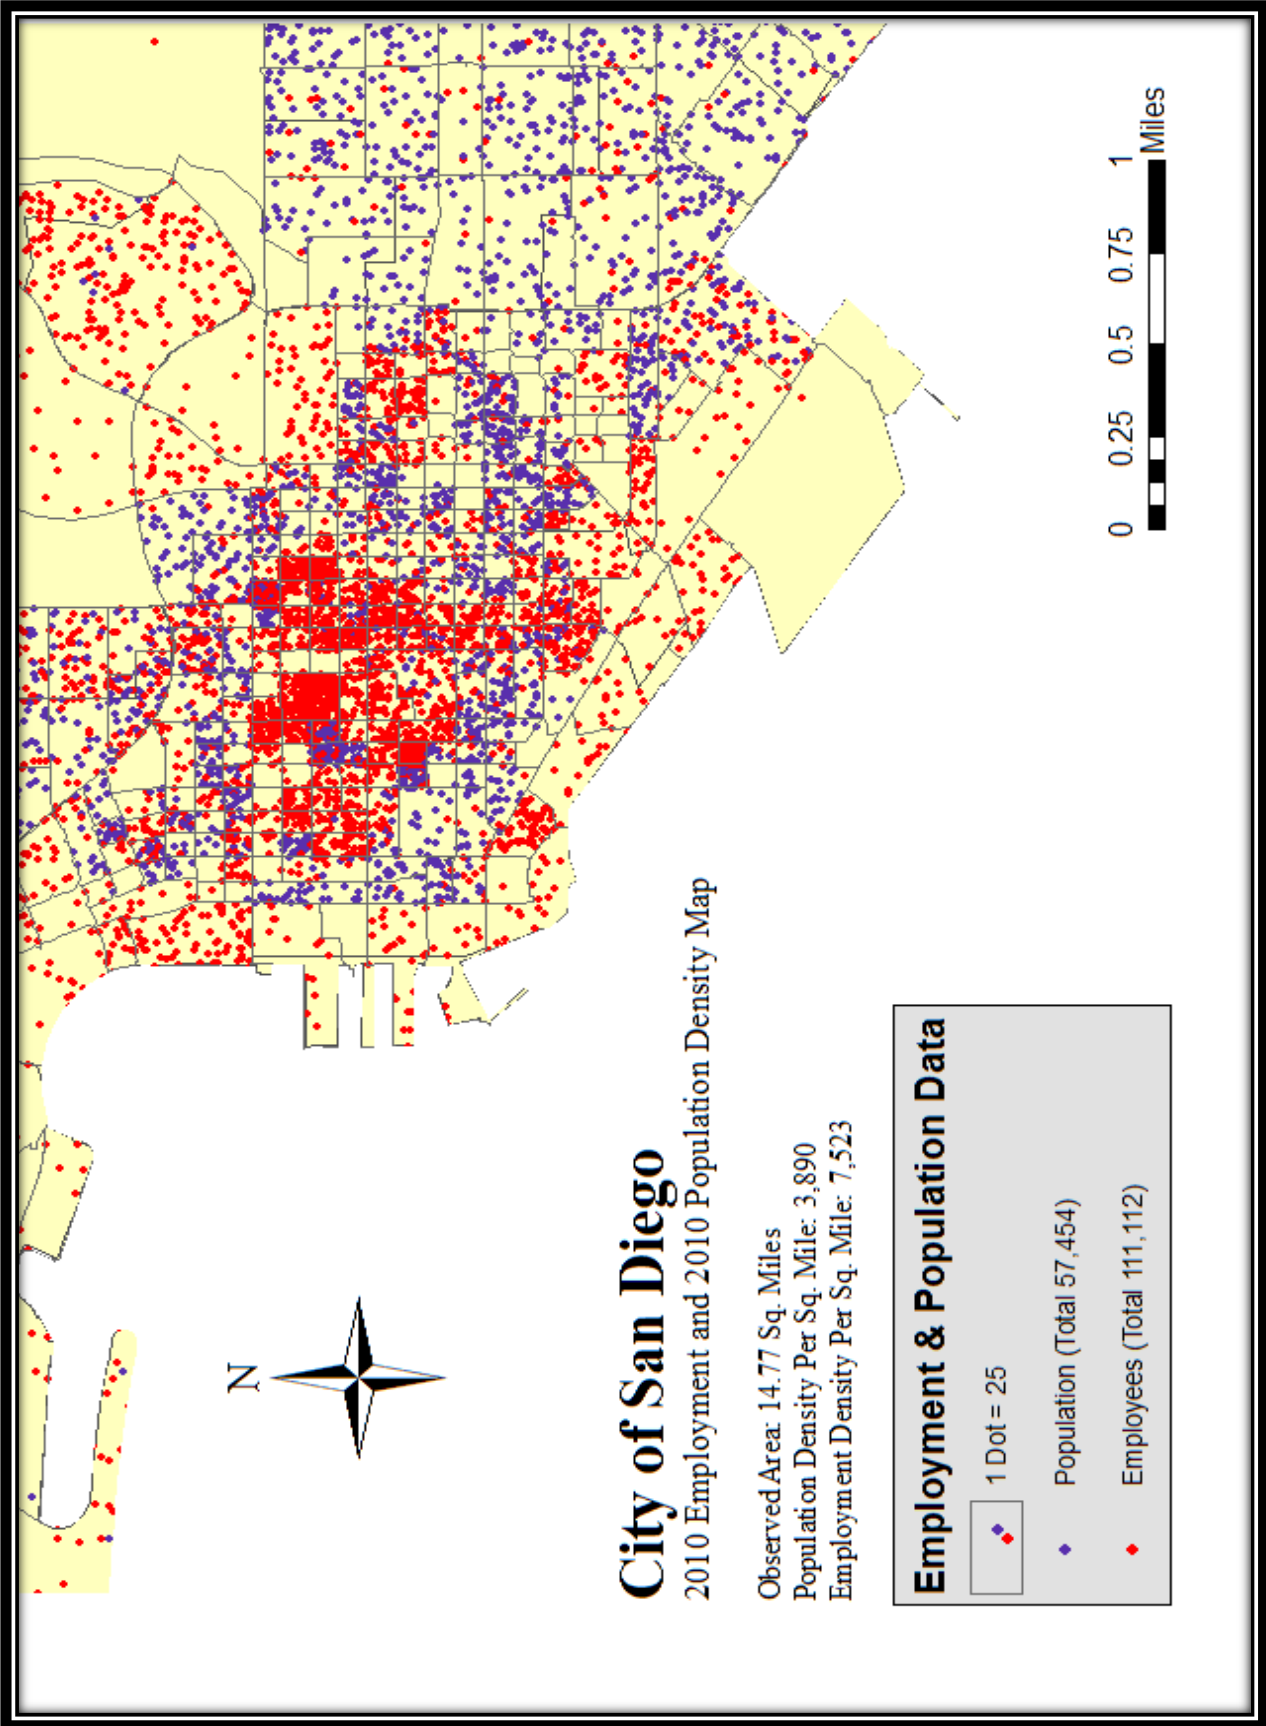 N
City of San Diego
2010 Employment and 2010 Population Density Map
Observed Area: 14.77 Sq. Miles
Population Density Per Sq. Mile: 3,890
Employment Density Per Sq. Mile: 7,523
Employment & Population Data
1 Dot = 25
Population (Total 57,454)
Employees (Total 111,112)
0 0.25 0.5 0.75 1
Miles